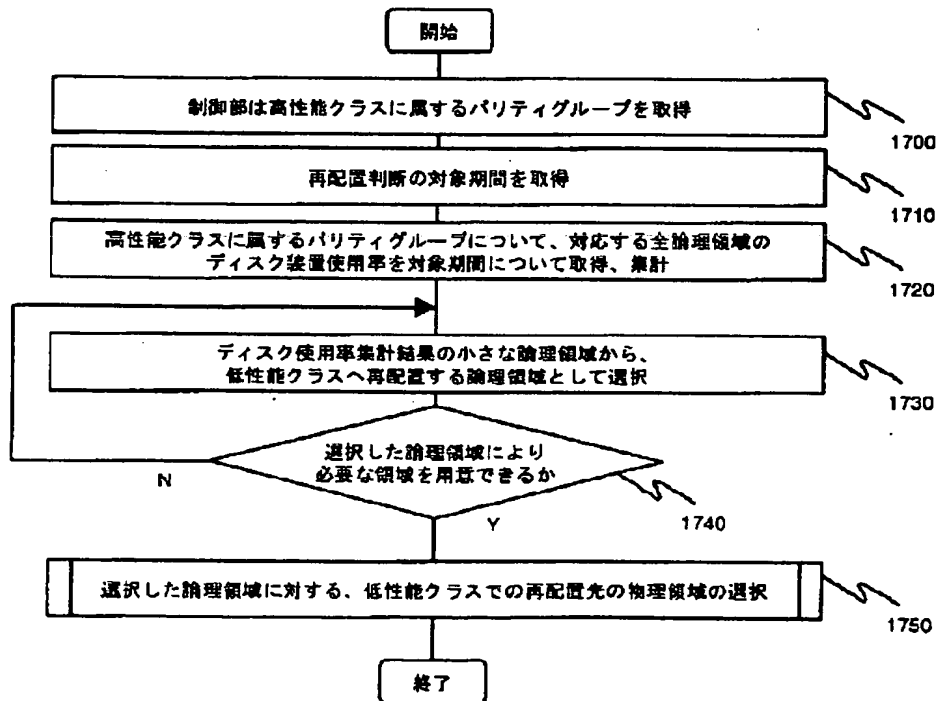 開始
制御部は高性能クラスに属するパリティグループを取得
1700
再配置判断の対象期間を取得
1710
高性能クラスに属するパリティグループについて、対応する全論理領域の
ディスク装置使用率を対象期間について取得、集計
1720
ディスク使用率集計結果の小さな論理領域から、
低性能クラスへ再配置する論理領域として選択
1730
選択した論理領域により
必要な領域を用意できるか
N
Y
1740
選択した論理領域に対する、低性能クラスでの再配置先の物理領域の選択
1750
終了